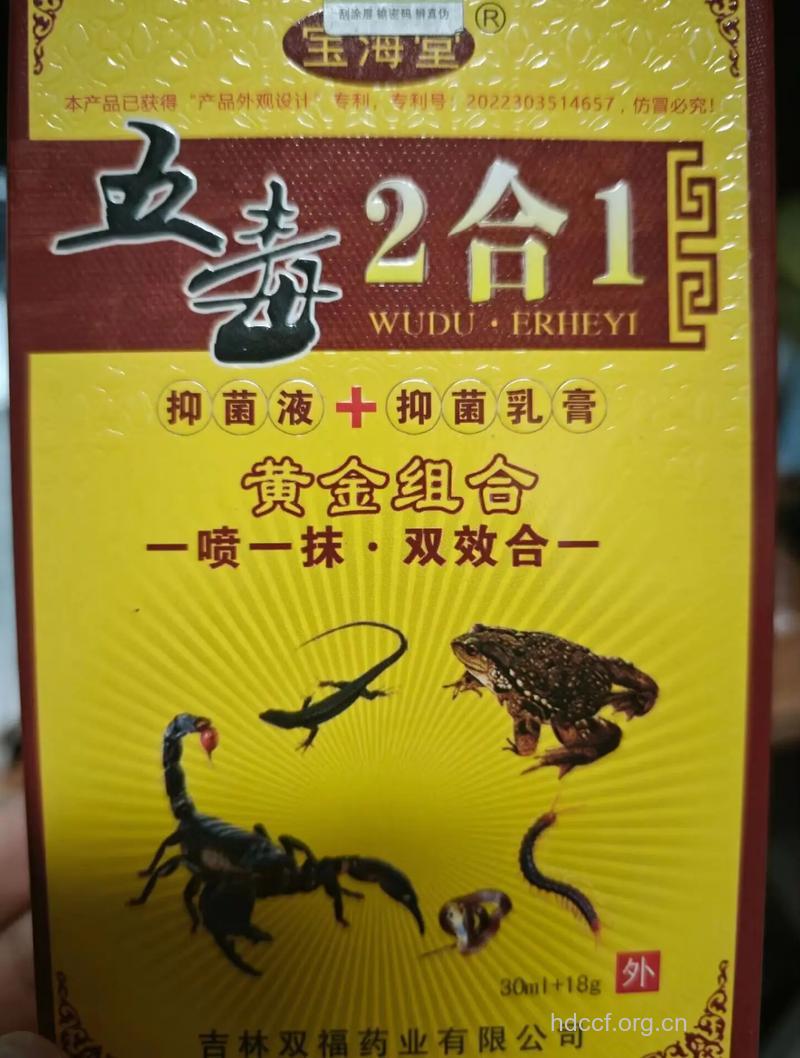 刮涂层 输密码 辨真伪
宝海堂®
本产品已获得“产品外观设计”专利,专利号:2022303514657,仿冒必究!
五毒 2合1
WUDU·ERHEYI
抑菌液+抑菌乳膏
黄金组合
一喷一抹·双效合一
30ml+18g 外
hdccf.org.cn
吉林双福药业有限公司